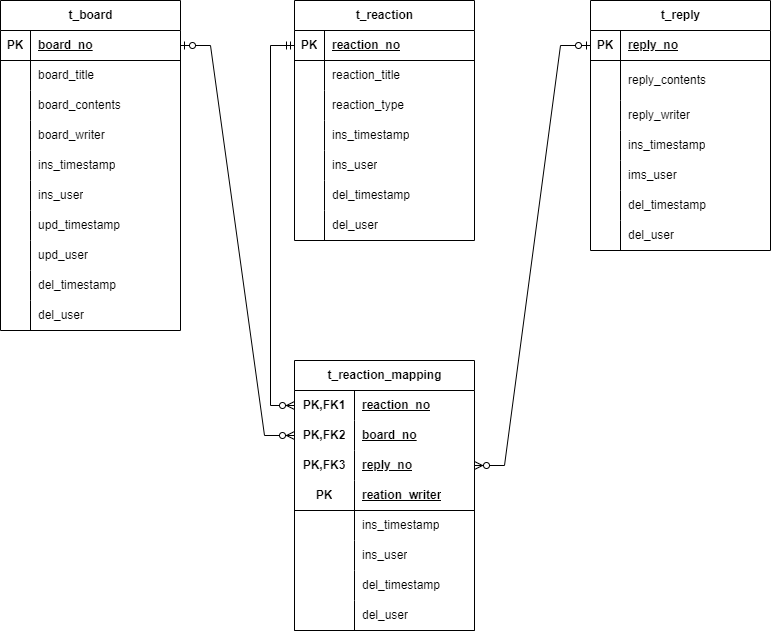 t_board
PK board_no
board_title
board_contents
board_writer
ins_timestamp
ins_user
upd_timestamp
upd_user
del_timestamp
del_user
t_reaction
PK reaction_no
reaction_title
reaction_type
ins_timestamp
ins_user
del_timestamp
del_user
t_reply
PK reply_no
reply_contents
reply_writer
ins_timestamp
ims_user
del_timestamp
del_user
t_reaction_mapping
PK,FK1 reaction_no
PK,FK2 board_no
PK,FK3 reply_no
PK reation_writer
ins_timestamp
ins_user
del_timestamp
del_user